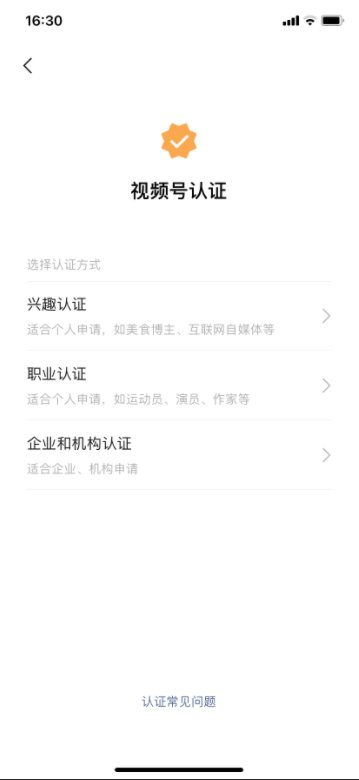 16:30
视频号认证
选择认证方式
兴趣认证
适合个人申请，如美食博主、互联网自媒体等
职业认证
适合个人申请，如运动员、演员、作家等
企业和机构认证
适合企业、机构申请
认证常见问题